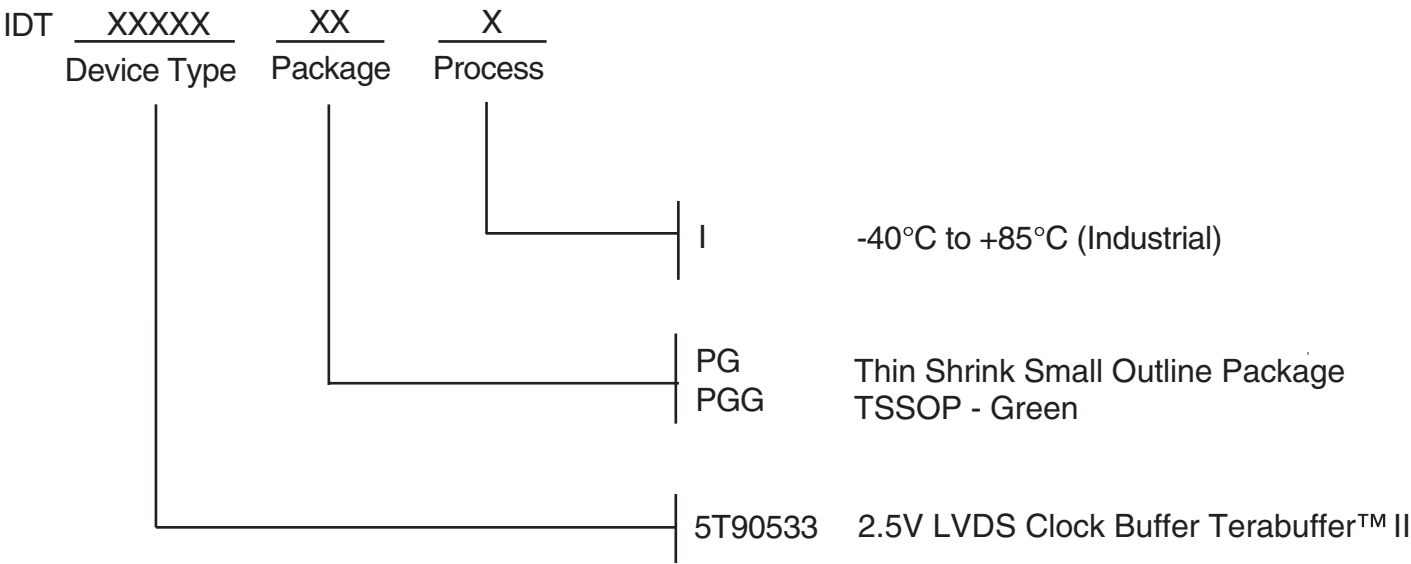 IDT XXXXX XX X
Device Type Package Process
I -40°C to +85°C (Industrial)
PG Thin Shrink Small Outline Package
PGG TSSOP - Green
5T90533 2.5V LVDS Clock Buffer Terabuffer™ II